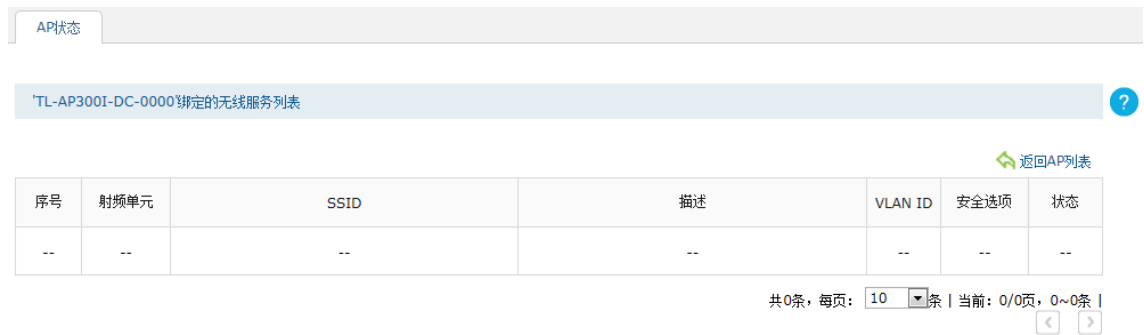 AP状态
'TL-AP300I-DC-0000'绑定的无线服务列表
?
返回AP列表
序号 射频单元 SSID 描述 VLAN ID 安全选项 状态
-- -- -- -- -- -- --
共0条，每页： 10 条 | 当前：0/0页，0~0条 |
< >